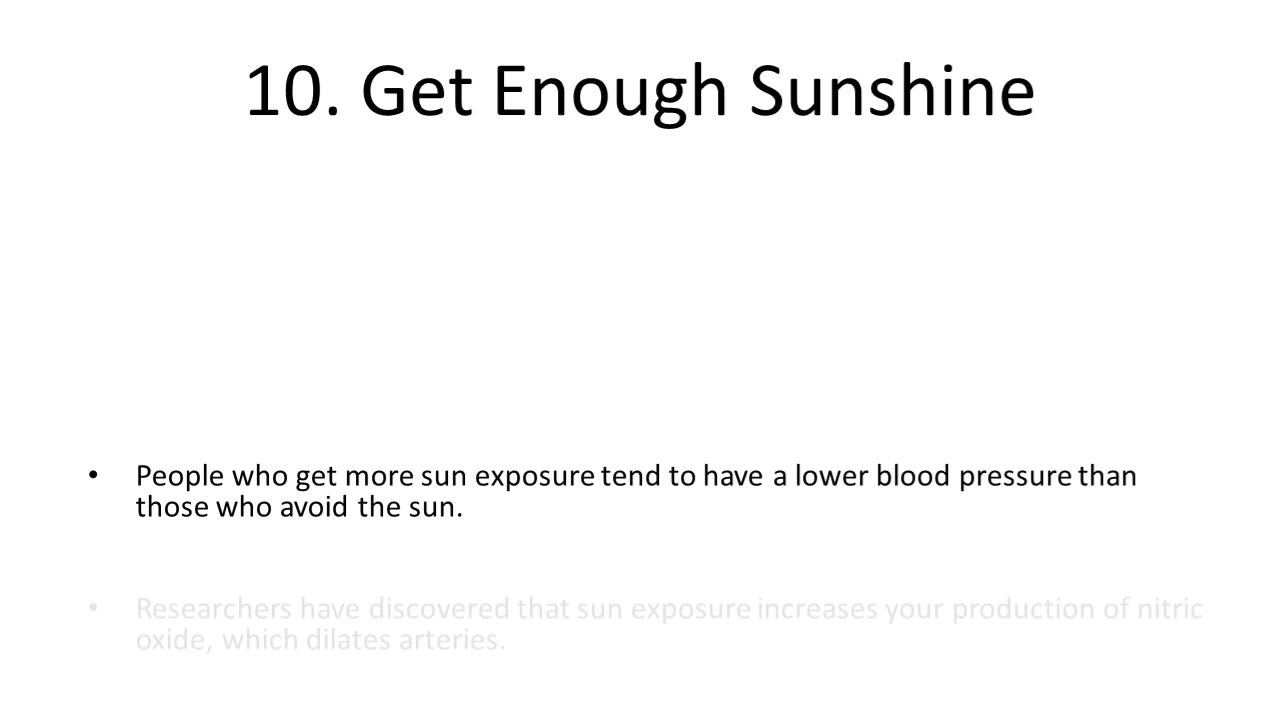 10. Get Enough Sunshine
• People who get more sun exposure tend to have a lower blood pressure than
those who avoid the sun.
• Researchers have discovered that sun exposure increases your production of nitric
oxide, which dilates arteries.